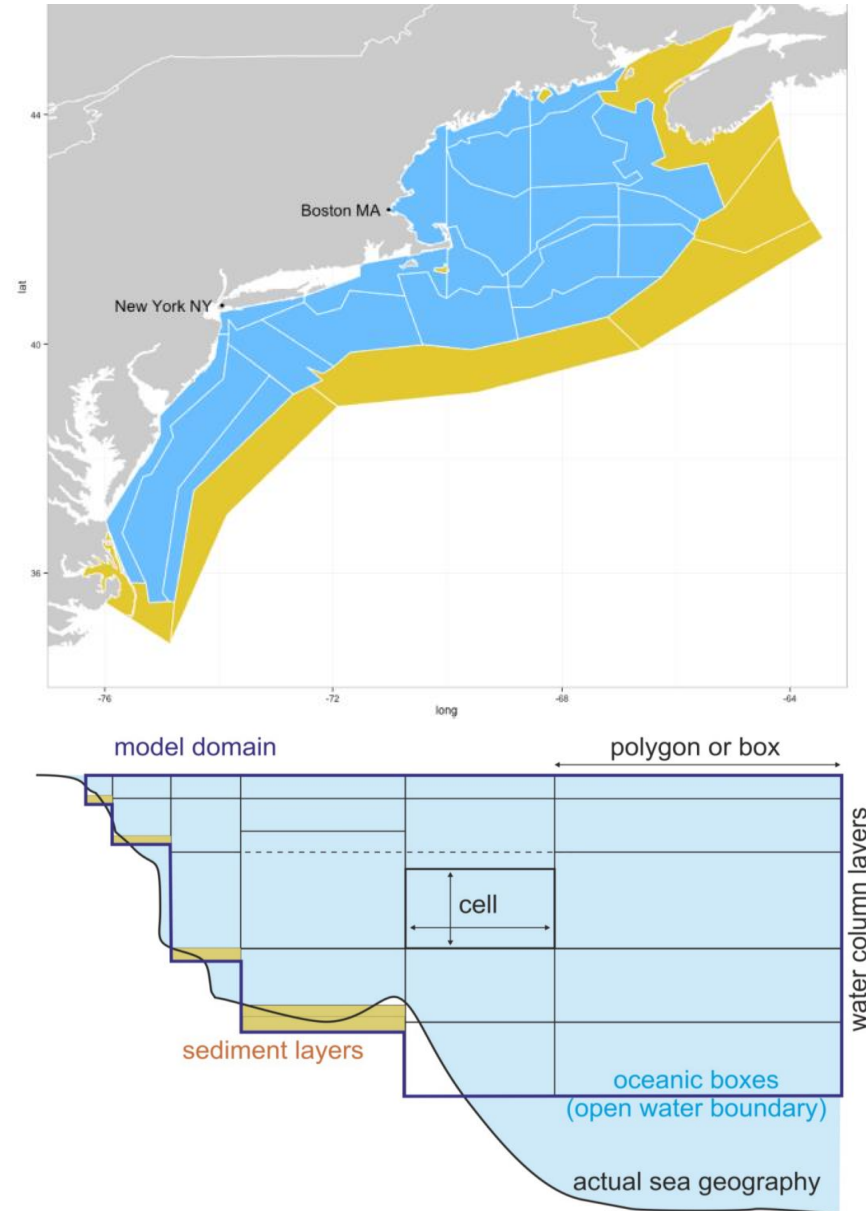 44
Boston MA
lat
New York NY
40
36
-76
-72
-68
-64
long
model domain
polygon or box
cell
water column layers
sediment layers
oceanic boxes
(open water boundary)
actual sea geography